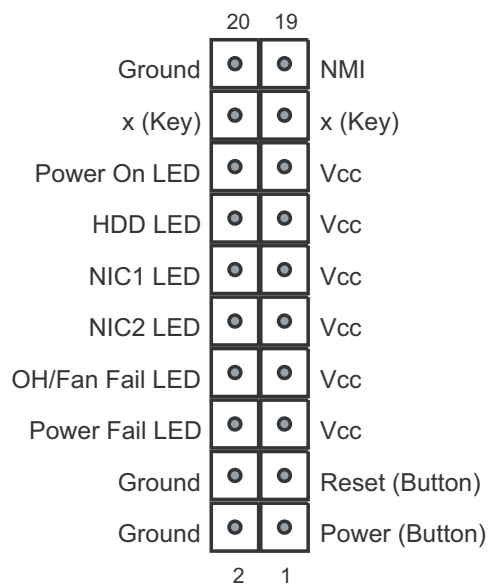 20 19
Ground NMI
x (Key) x (Key)
Power On LED Vcc
HDD LED Vcc
NIC1 LED Vcc
NIC2 LED Vcc
OH/Fan Fail LED Vcc
Power Fail LED Vcc
Ground Reset (Button)
Ground Power (Button)
2 1